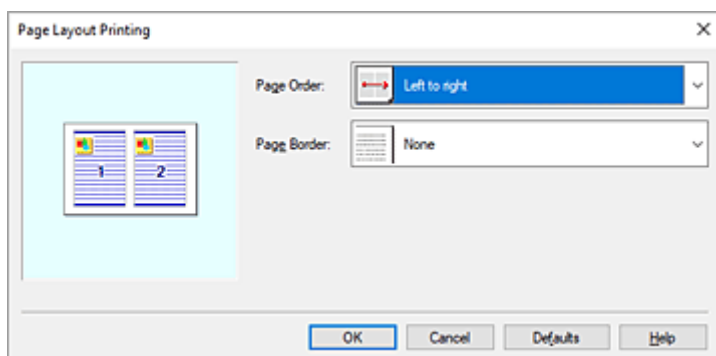 Page Layout Printing
1 2
Page Order: Left to right
Page Border: None
OK Cancel Defaults Help